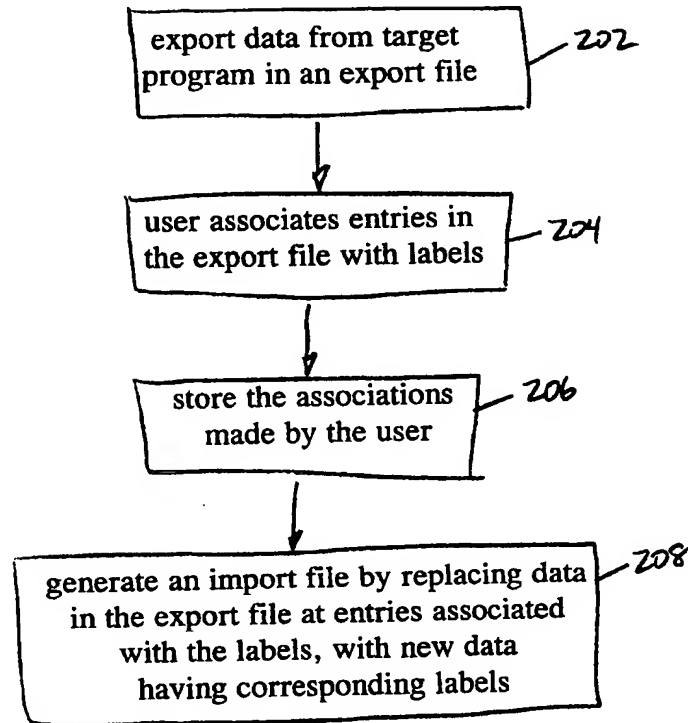 export data from target
program in an export file
202
user associates entries in
the export file with labels
204
store the associations
made by the user
206
generate an import file by replacing data
in the export file at entries associated
with the labels, with new data
having corresponding labels
208